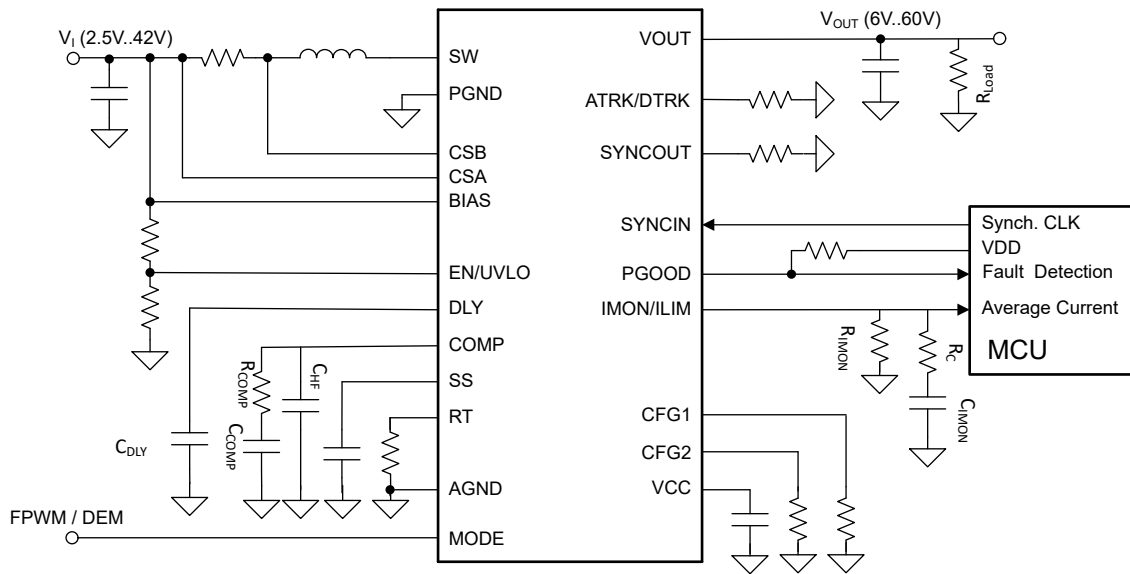 V_I (2.5V..42V)
V_OUT (6V..60V)
SW
PGND
CSB
CSA
BIAS
EN/UVLO
DLY
COMP
SS
RT
AGND
MODE
VOUT
ATRK/DTRK
SYNCOUT
SYNCIN
PGOOD
IMON/ILIM
CFG1
CFG2
VCC
R_Load
Synch. CLK
VDD
Fault Detection
Average Current
MCU
R_IMON
R_C
C_IMON
C_DLY
R_COMP
C_COMP
C_HF
FPWM / DEM